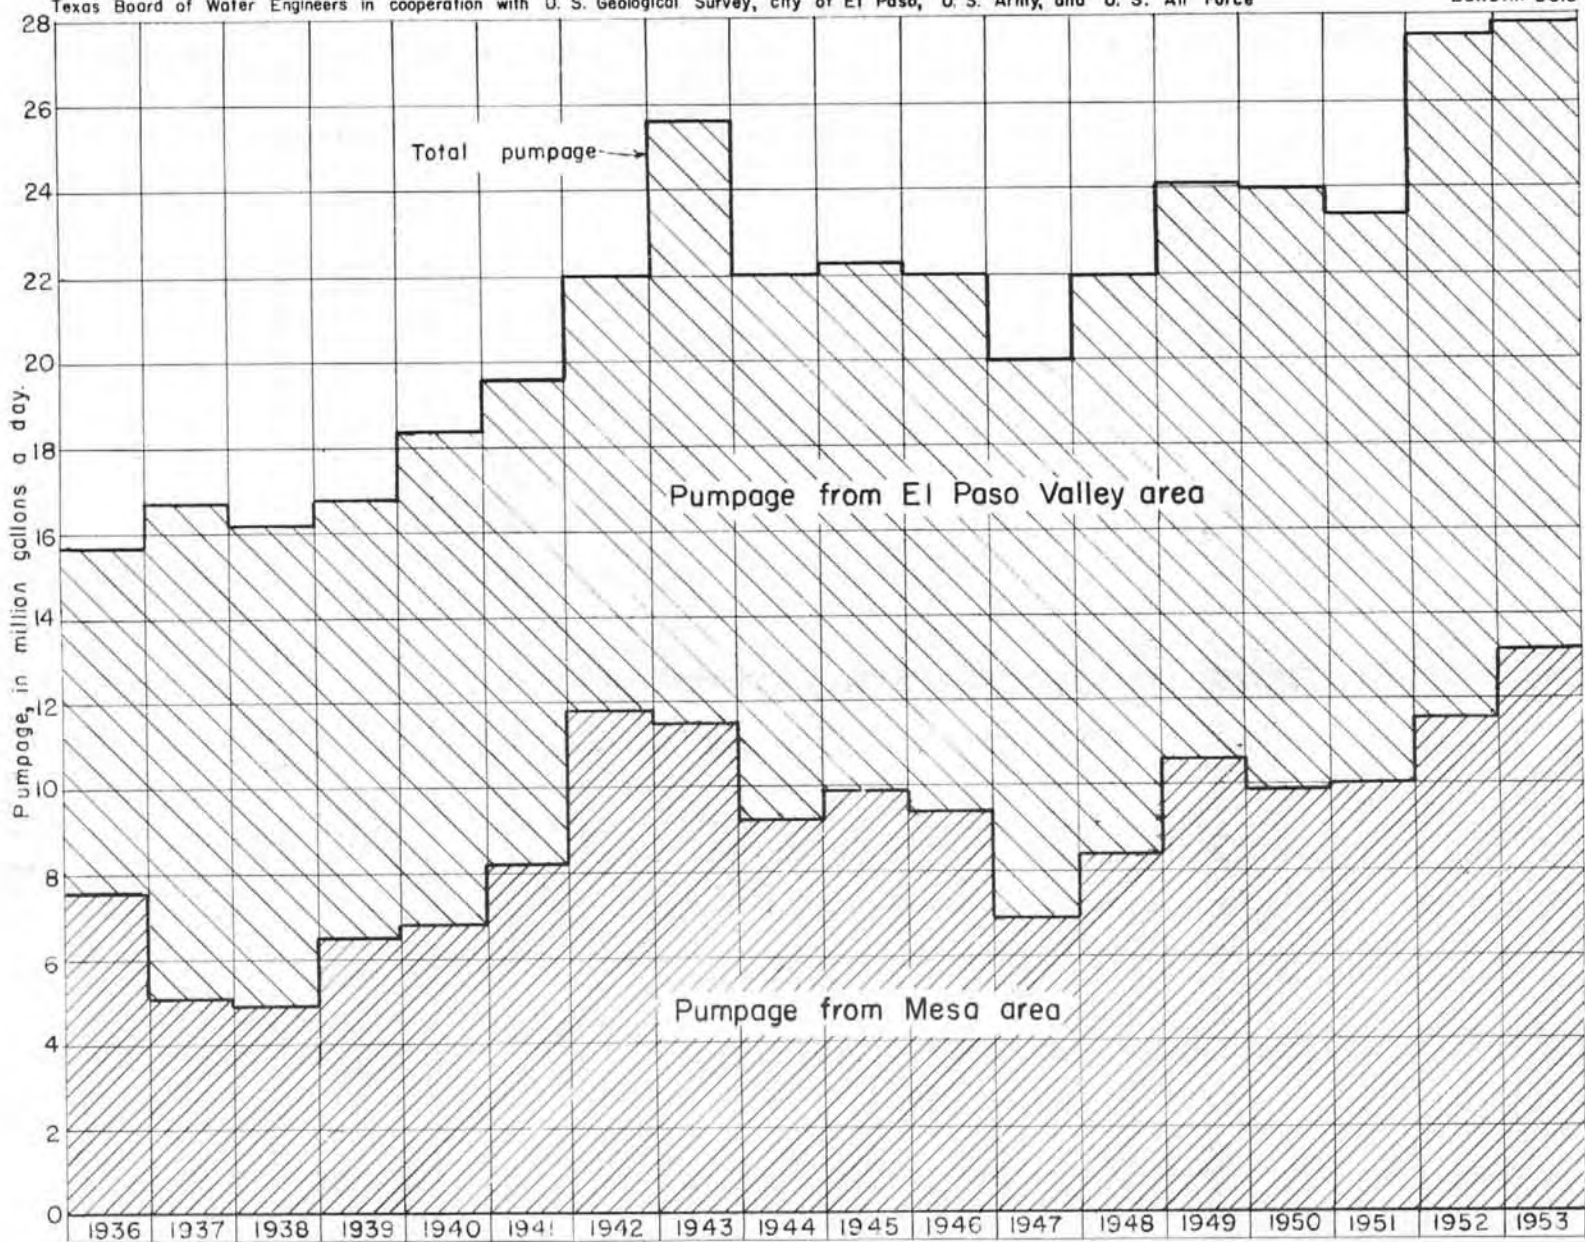 Texas Board of Water Engineers in cooperation with U. S. Geological Survey, city of El Paso, U. S. Army, and U. S. Air Force
28
26
Total pumpage
24
22
20
18
Pumpage from El Paso Valley area
16
14
12
10
8
6
Pumpage from Mesa area
4
2
0
Pumpage, in million gallons a day.
1936 1937 1938 1939 1940 1941 1942 1943 1944 1945 1946 1947 1948 1949 1950 1951 1952 1953